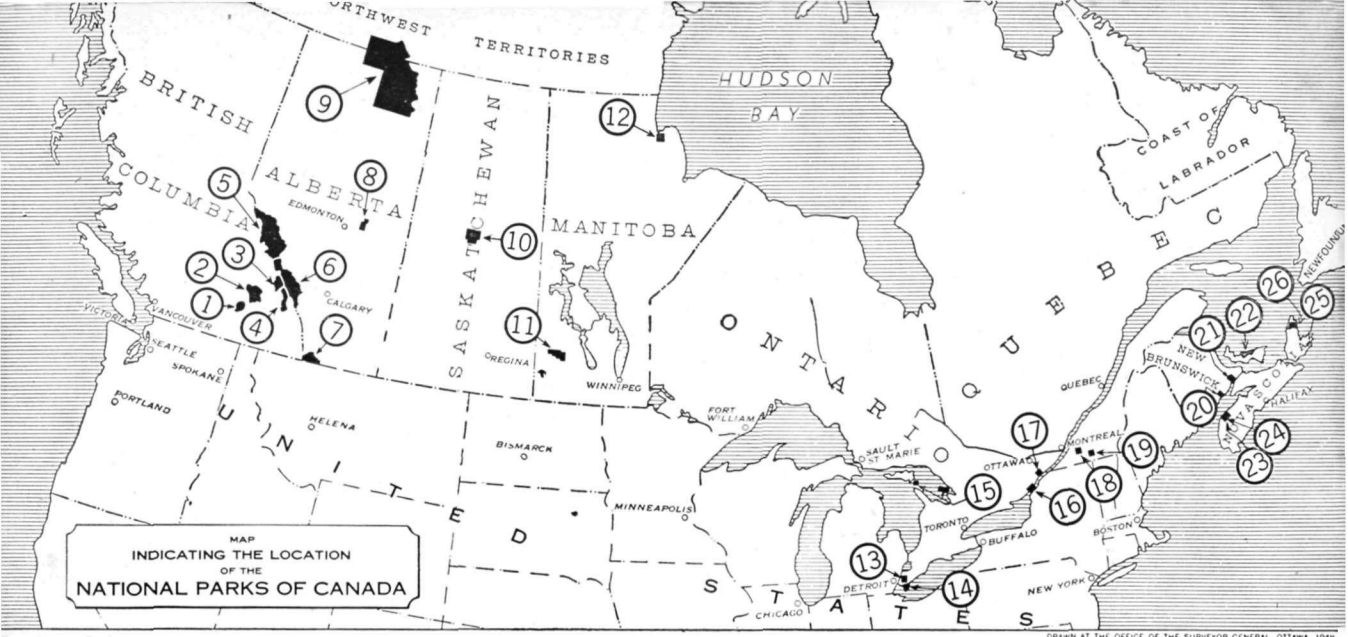 NORTHWEST TERRITORIES
HUDSON
BAY
BRITISH
COLUMBIA
ALBERTA
SASKATCHEWAN
MANITOBA
ONTARIO
QUEBEC
COAST OF
LABRADOR
NEW
BRUNSWICK
NOVA SCOTIA
9
12
5
8
10
3
6
2
1
4
7
11
26
25
22
21
20
24
23
17
19
18
15
16
13
14
EDMONTON
CALGARY
VICTORIA
VANCOUVER
SEATTLE
SPOKANE
PORTLAND
HELENA
REGINA
WINNIPEG
BISMARCK
MINNEAPOLIS
FORT
WILLIAM
SAULT
ST MARIE
OTTAWA
MONTREAL
QUEBEC
HALIFAX
TORONTO
BUFFALO
BOSTON
DETROIT
NEW YORK
CHICAGO
UNITED STATES
MAP
INDICATING THE LOCATION
OF THE
NATIONAL PARKS OF CANADA
DRAWN AT THE OFFICE OF THE SURVEYOR GENERAL, OTTAWA